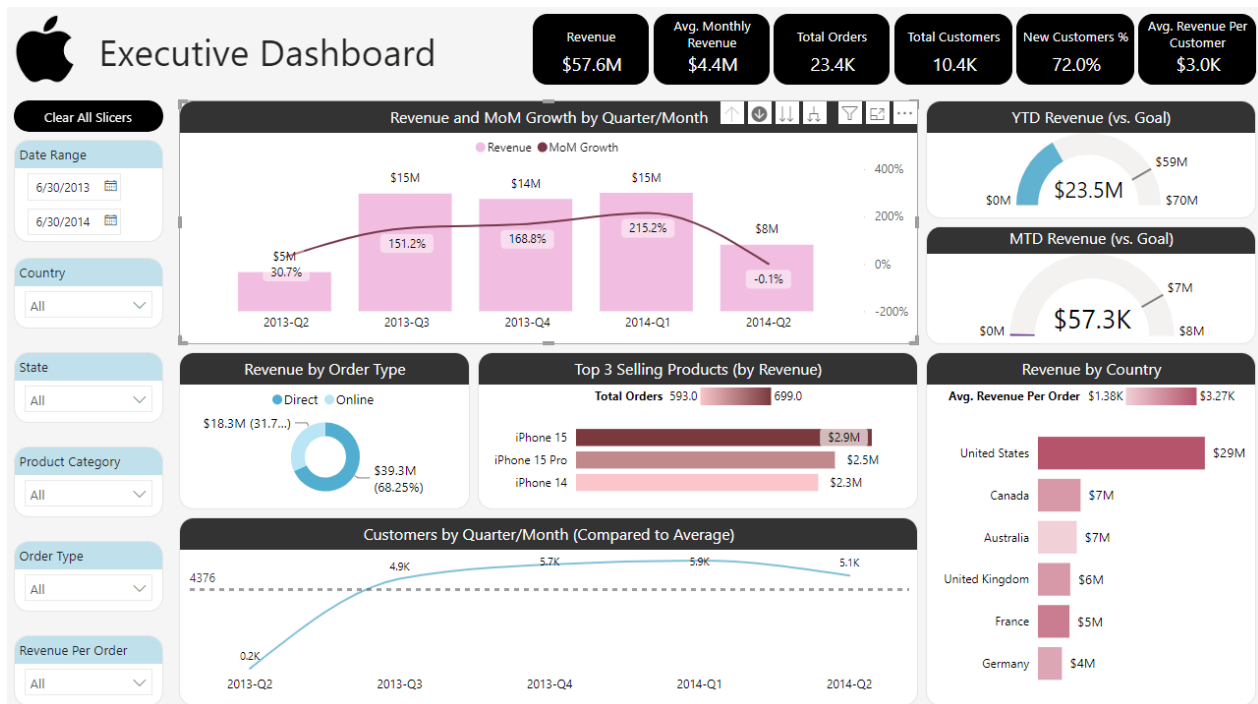 Executive Dashboard
Revenue
$57.6M
Avg. Monthly
Revenue
$4.4M
Total Orders
23.4K
Total Customers
10.4K
New Customers %
72.0%
Avg. Revenue Per
Customer
$3.0K
Clear All Slicers
Date Range
6/30/2013
6/30/2014
Country
All
State
All
Product Category
All
Order Type
All
Revenue Per Order
All
Revenue and MoM Growth by Quarter/Month
Revenue MoM Growth
400%
200%
0%
-200%
$5M
30.7%
$15M
151.2%
$14M
168.8%
$15M
215.2%
$8M
-0.1%
2013-Q2 2013-Q3 2013-Q4 2014-Q1 2014-Q2
YTD Revenue (vs. Goal)
$59M
$23.5M
$0M
$70M
MTD Revenue (vs. Goal)
$7M
$57.3K
$0M
$8M
Revenue by Order Type
Direct Online
$18.3M (31.7...)
$39.3M
(68.25%)
Top 3 Selling Products (by Revenue)
Total Orders 593.0 699.0
iPhone 15 $2.9M
iPhone 15 Pro $2.5M
iPhone 14 $2.3M
Revenue by Country
Avg. Revenue Per Order $1.38K $3.27K
United States $29M
Canada $7M
Australia $7M
United Kingdom $6M
France $5M
Germany $4M
Customers by Quarter/Month (Compared to Average)
4376
0.2K
4.9K
5.7K
5.9K
5.1K
2013-Q2 2013-Q3 2013-Q4 2014-Q1 2014-Q2